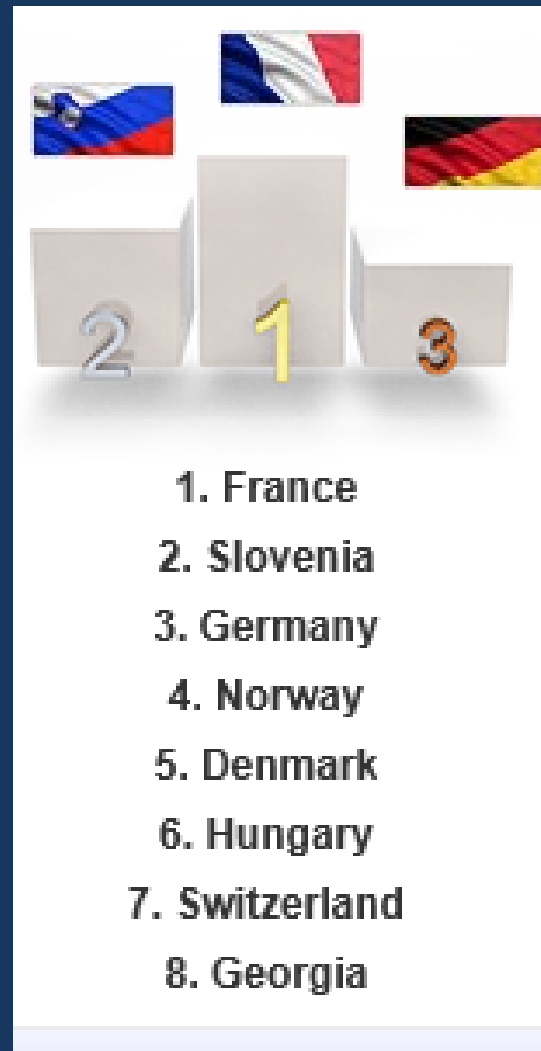 2 1 3
1. France
2. Slovenia
3. Germany
4. Norway
5. Denmark
6. Hungary
7. Switzerland
8. Georgia